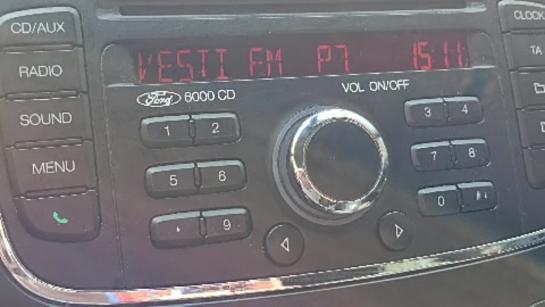 CD/AUX
RADIO
SOUND
MENU
VESTI FM P7 15:11
Ford 6000 CD
VOL ON/OFF
1 2
3 4
5 6
7 8
* 9
0 #
CLOCK
TA